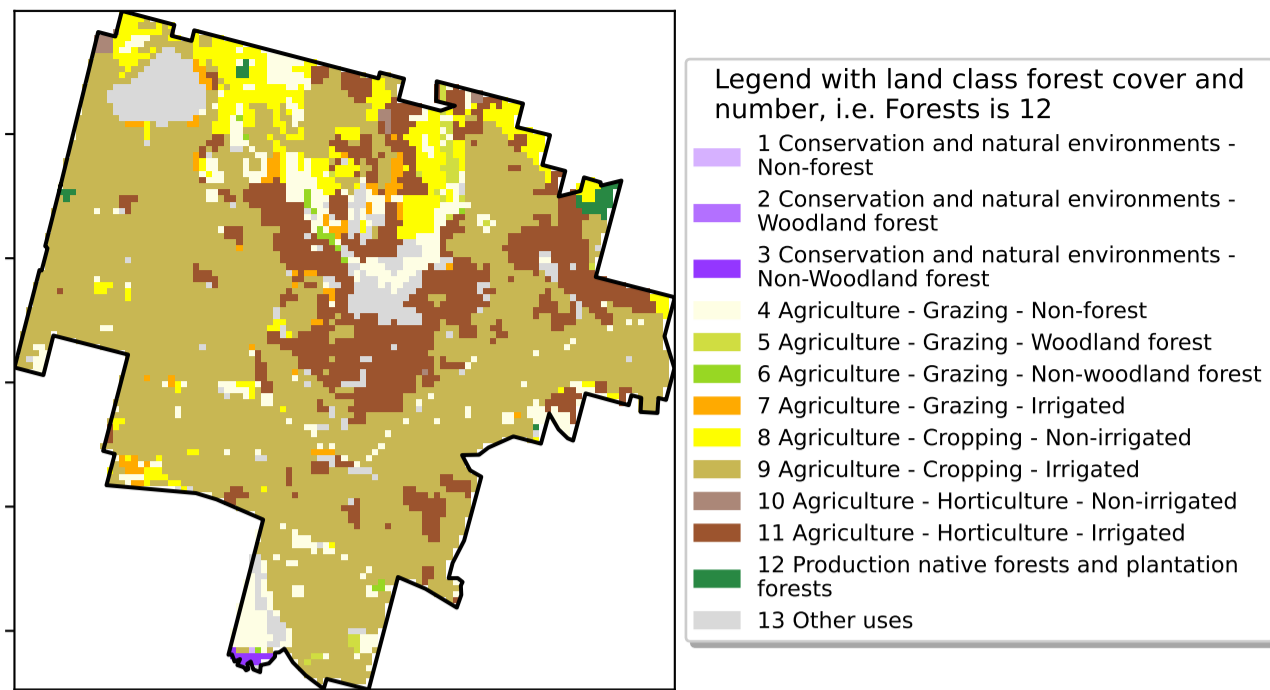 Legend with land class forest cover and
number, i.e. Forests is 12
1 Conservation and natural environments -
Non-forest
2 Conservation and natural environments -
Woodland forest
3 Conservation and natural environments -
Non-Woodland forest
4 Agriculture - Grazing - Non-forest
5 Agriculture - Grazing - Woodland forest
6 Agriculture - Grazing - Non-woodland forest
7 Agriculture - Grazing - Irrigated
8 Agriculture - Cropping - Non-irrigated
9 Agriculture - Cropping - Irrigated
10 Agriculture - Horticulture - Non-irrigated
11 Agriculture - Horticulture - Irrigated
12 Production native forests and plantation
forests
13 Other uses